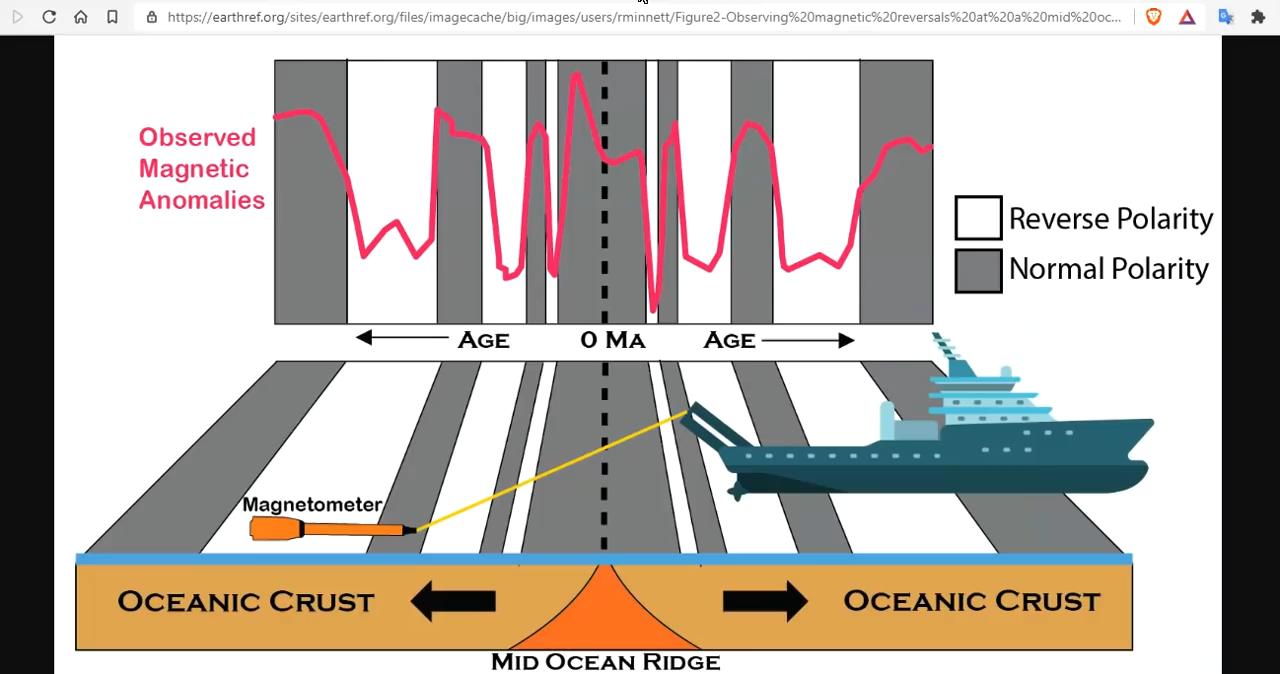 https://earthref.org/sites/earthref.org/files/imagecache/big/images/users/rminnett/Figure2-Observing%20magnetic%20reversals%20at%20a%20mid%20oc...
Observed
Magnetic
Anomalies
Reverse Polarity
Normal Polarity
AGE 0 MA AGE
Magnetometer
OCEANIC CRUST OCEANIC CRUST
MID OCEAN RIDGE